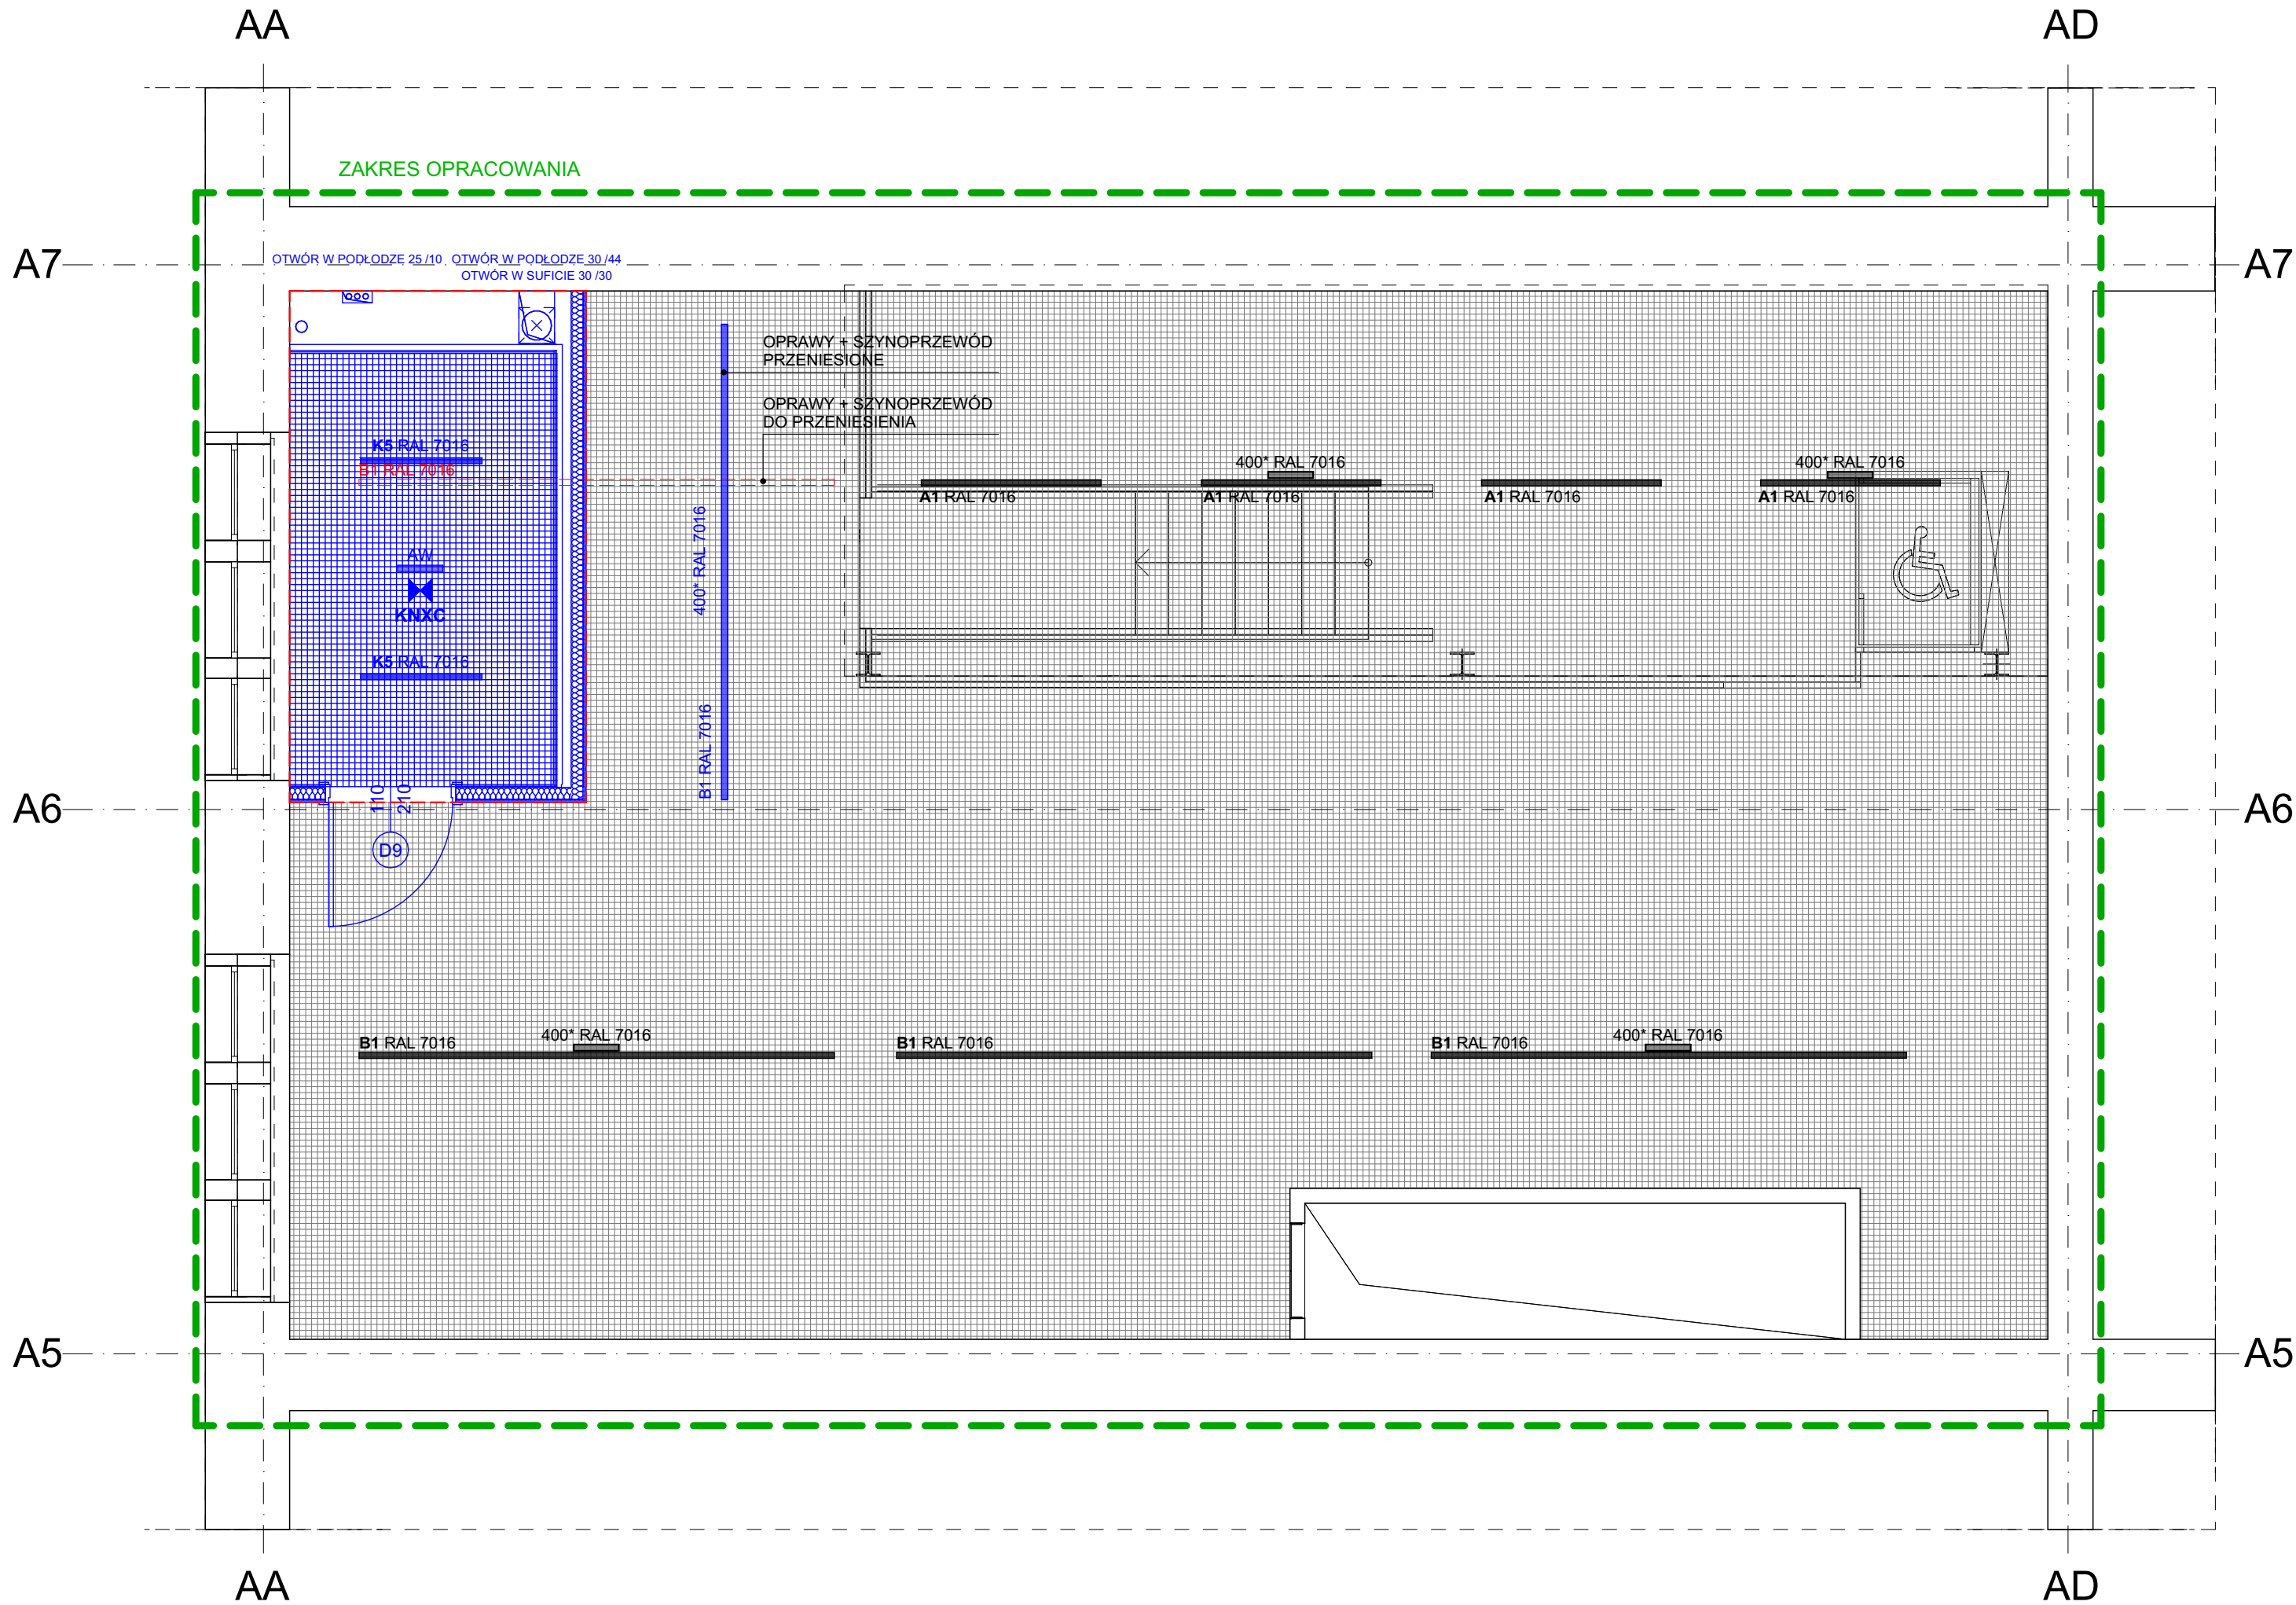 AA
AD
ZAKRES OPRACOWANIA
A7
A7
OTWÓR W PODŁODZE 25 /10
OTWÓR W PODŁODZE 30 /44
OTWÓR W SUFICIE 30 /30
OPRAWY + SZYNOPRZEWÓD
PRZENIESIONE
OPRAWY + SZYNOPRZEWÓD
DO PRZENIESIENIA
K5 RAL 7016
B1 RAL 7016
400* RAL 7016
400* RAL 7016
A1 RAL 7016
A1 RAL 7016
A1 RAL 7016
A1 RAL 7016
400* RAL 7016
AW
KNXC
K5 RAL 7016
B1 RAL 7016
110
210
A6
A6
D9
B1 RAL 7016
400* RAL 7016
B1 RAL 7016
B1 RAL 7016
400* RAL 7016
A5
A5
AA
AD